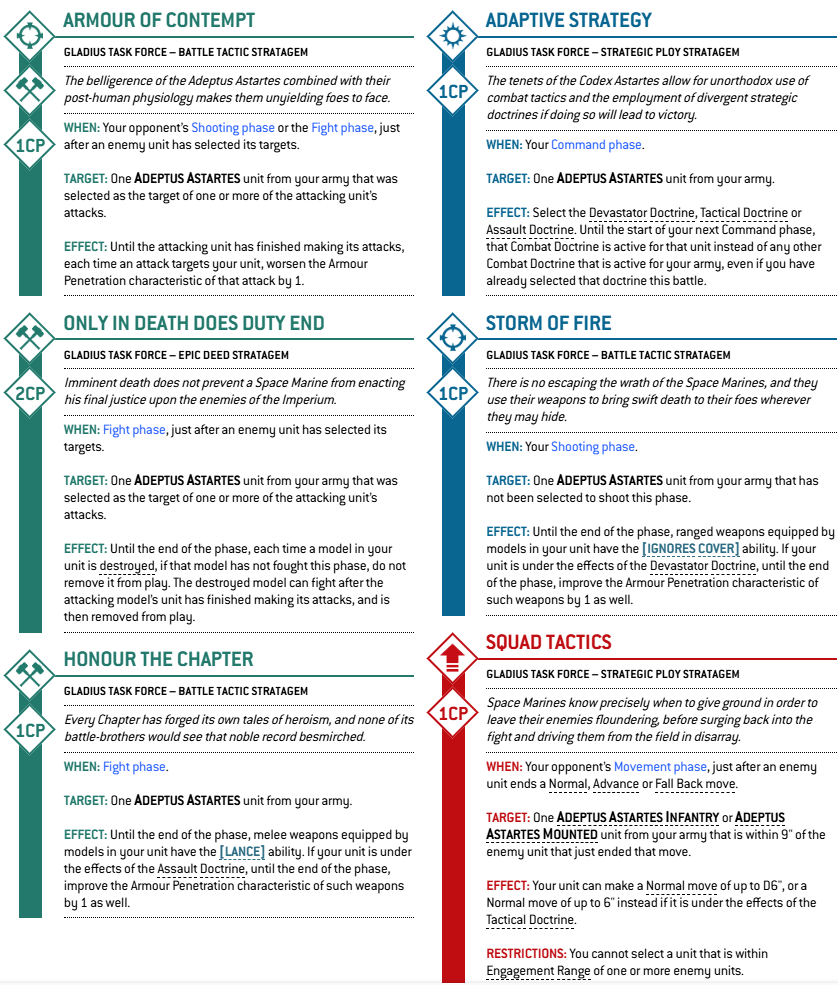 ARMOUR OF CONTEMPT
GLADIUS TASK FORCE – BATTLE TACTIC STRATAGEM
The belligerence of the Adeptus Astartes combined with their
post-human physiology makes them unyielding foes to face.
1CP
WHEN: Your opponent's Shooting phase or the Fight phase, just
after an enemy unit has selected its targets.
TARGET: One ADEPTUS ASTARTES unit from your army that was
selected as the target of one or more of the attacking unit's
attacks.
EFFECT: Until the attacking unit has finished making its attacks,
each time an attack targets your unit, worsen the Armour
Penetration characteristic of that attack by 1.
ONLY IN DEATH DOES DUTY END
GLADIUS TASK FORCE – EPIC DEED STRATAGEM
2CP
Imminent death does not prevent a Space Marine from enacting
his final justice upon the enemies of the Imperium.
WHEN: Fight phase, just after an enemy unit has selected its
targets.
TARGET: One ADEPTUS ASTARTES unit from your army that was
selected as the target of one or more of the attacking unit's
attacks.
EFFECT: Until the end of the phase, each time a model in your
unit is destroyed, if that model has not fought this phase, do not
remove it from play. The destroyed model can fight after the
attacking model's unit has finished making its attacks, and is
then removed from play.
HONOUR THE CHAPTER
GLADIUS TASK FORCE – BATTLE TACTIC STRATAGEM
1CP
Every Chapter has forged its own tales of heroism, and none of its
battle-brothers would see that noble record besmirched.
WHEN: Fight phase.
TARGET: One ADEPTUS ASTARTES unit from your army.
EFFECT: Until the end of the phase, melee weapons equipped by
models in your unit have the [LANCE] ability. If your unit is under
the effects of the Assault Doctrine, until the end of the phase,
improve the Armour Penetration characteristic of such weapons
by 1 as well.
ADAPTIVE STRATEGY
GLADIUS TASK FORCE – STRATEGIC PLOY STRATAGEM
1CP
The tenets of the Codex Astartes allow for unorthodox use of
combat tactics and the employment of divergent strategic
doctrines if doing so will lead to victory.
WHEN: Your Command phase.
TARGET: One ADEPTUS ASTARTES unit from your army.
EFFECT: Select the Devastator Doctrine, Tactical Doctrine or
Assault Doctrine. Until the start of your next Command phase,
that Combat Doctrine is active for that unit instead of any other
Combat Doctrine that is active for your army, even if you have
already selected that doctrine this battle.
STORM OF FIRE
GLADIUS TASK FORCE – BATTLE TACTIC STRATAGEM
1CP
There is no escaping the wrath of the Space Marines, and they
use their weapons to bring swift death to their foes wherever
they may hide.
WHEN: Your Shooting phase.
TARGET: One ADEPTUS ASTARTES unit from your army that has
not been selected to shoot this phase.
EFFECT: Until the end of the phase, ranged weapons equipped by
models in your unit have the [IGNORES COVER] ability. If your
unit is under the effects of the Devastator Doctrine, until the end
of the phase, improve the Armour Penetration characteristic of
such weapons by 1 as well.
SQUAD TACTICS
GLADIUS TASK FORCE – STRATEGIC PLOY STRATAGEM
1CP
Space Marines know precisely when to give ground in order to
leave their enemies floundering, before surging back into the
fight and driving them from the field in disarray.
WHEN: Your opponent's Movement phase, just after an enemy
unit ends a Normal, Advance or Fall Back move.
TARGET: One ADEPTUS ASTARTES INFANTRY or ADEPTUS
ASTARTES MOUNTED unit from your army that is within 9" of the
enemy unit that just ended that move.
EFFECT: Your unit can make a Normal move of up to D6", or a
Normal move of up to 6" instead if it is under the effects of the
Tactical Doctrine.
RESTRICTIONS: You cannot select a unit that is within
Engagement Range of one or more enemy units.